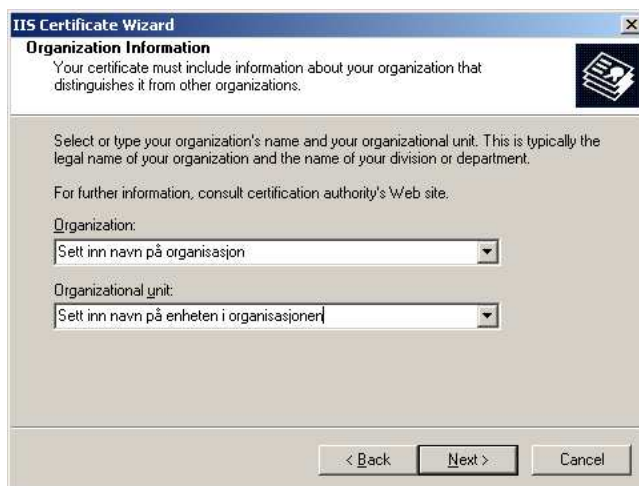 IIS Certificate Wizard
Organization Information
Your certificate must include information about your organization that
distinguishes it from other organizations.
Select or type your organization's name and your organizational unit. This is typically the
legal name of your organization and the name of your division or department.
For further information, consult certification authority's Web site.
Organization:
Sett inn navn på organisasjon
Organizational unit:
Sett inn navn på enheten i organisasjonen
< Back Next > Cancel